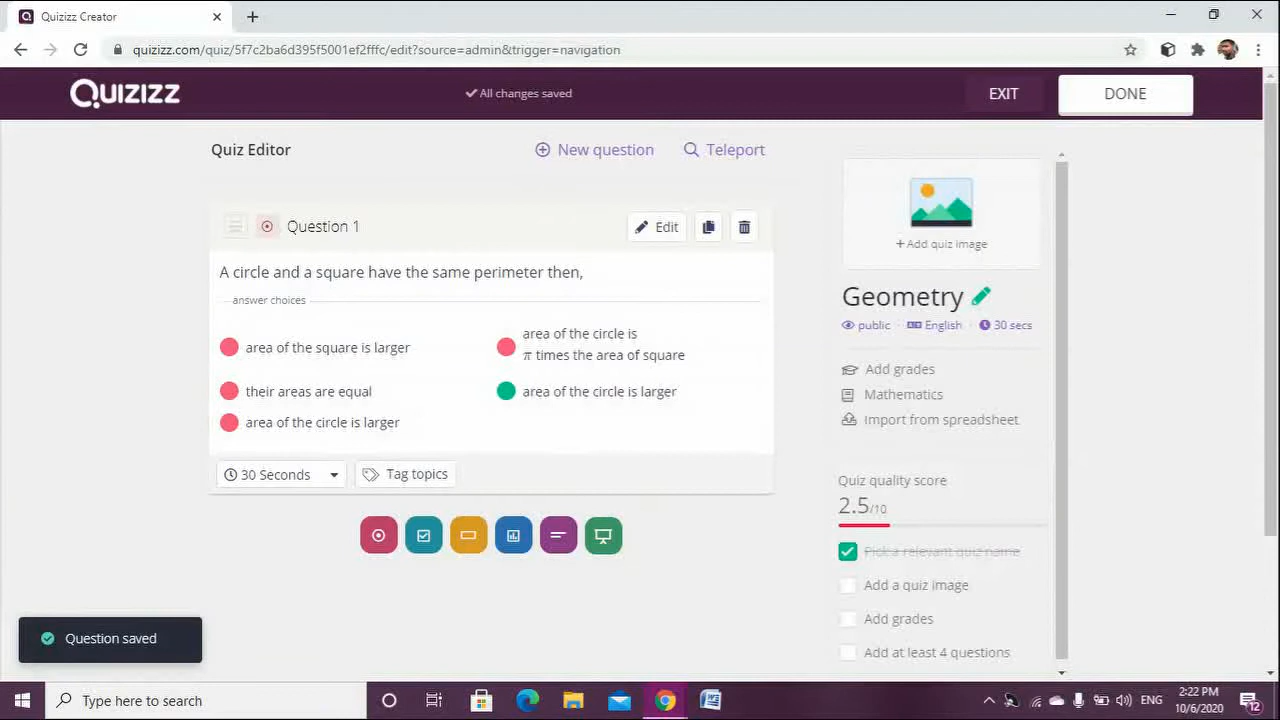 Quizizz Creator
quizizz.com/quiz/5f7c2ba6d395f5001ef2fffc/edit?source=admin&trigger=navigation
Quizizz
All changes saved
EXIT
DONE
Quiz Editor
New question
Teleport
Question 1
Edit
A circle and a square have the same perimeter then,
answer choices
area of the square is larger
area of the circle is
π times the area of square
their areas are equal
area of the circle is larger
area of the circle is larger
30 Seconds
Tag topics
+ Add quiz image
Geometry
public
English
30 secs
Add grades
Mathematics
Import from spreadsheet
Quiz quality score
2.5/10
Pick a relevant quiz name
Add a quiz image
Add grades
Add at least 4 questions
Question saved
Type here to search
ENG
2:22 PM
10/6/2020
12